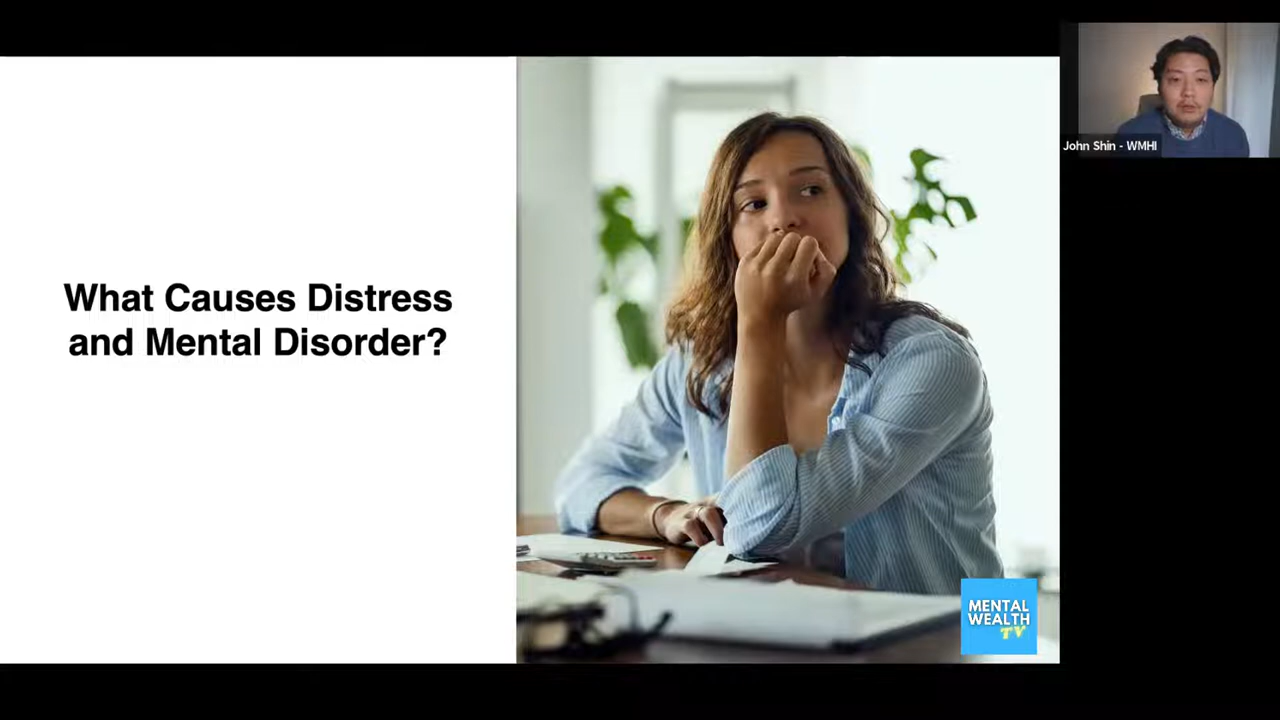 What Causes Distress
and Mental Disorder?
John Shin - WMHI
MENTAL
WEALTH
TV